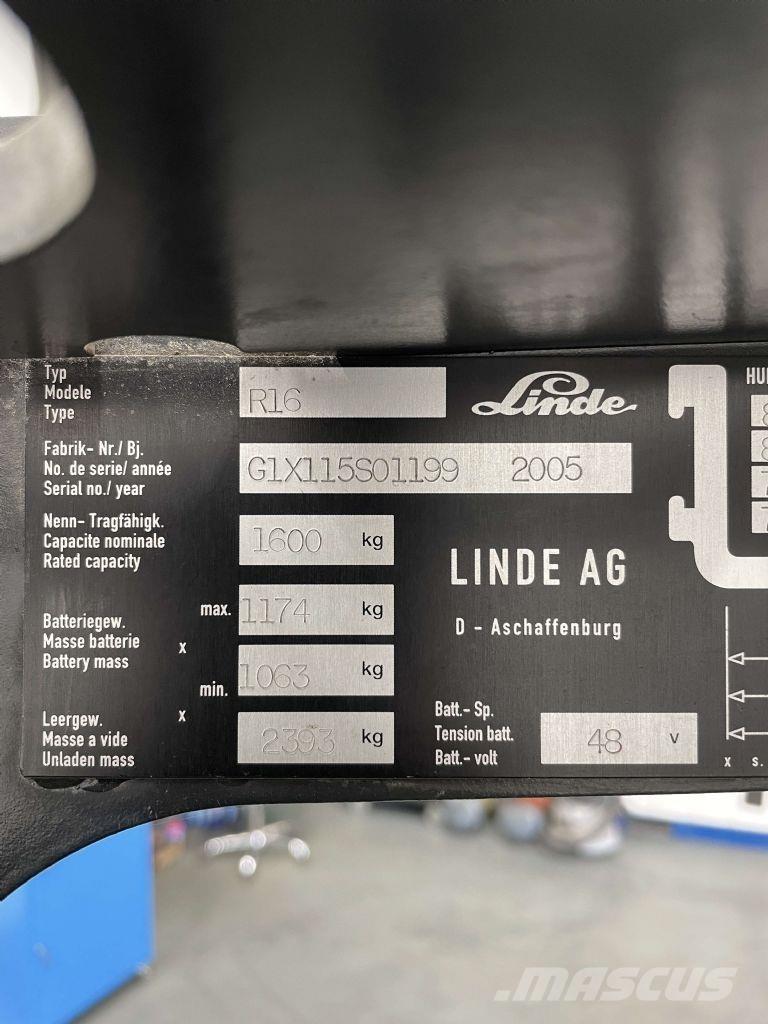 Typ
Modele
Type
R16
Linde
Fabrik- Nr./ Bj.
No. de serie/ année
Serial no./ year
G1X115S01199 2005
Nenn- Tragfähigk.
Capacite nominale
Rated capacity
1600 kg
LINDE AG
D - Aschaffenburg
Batteriegew.
Masse batterie x
Battery mass
max. 1174 kg
min. 1063 kg
Leergew. x
Masse a vide
Unladen mass
2393 kg
Batt.- Sp.
Tension batt.
Batt.- volt
48 v
x s.
MASCUS